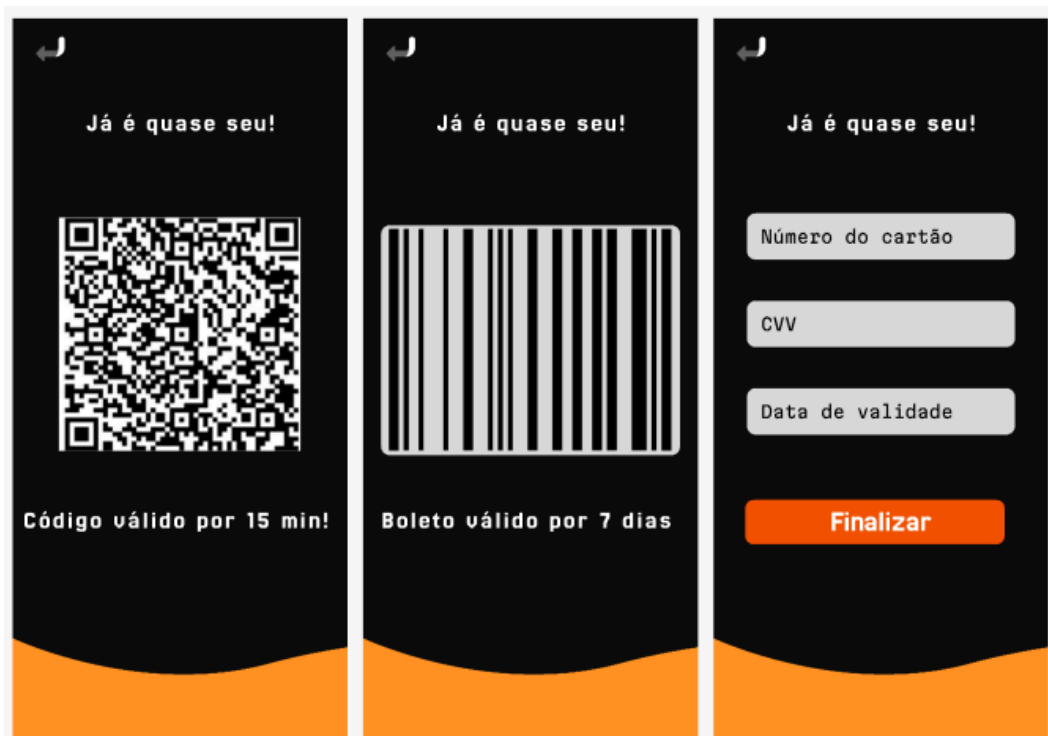 Já é quase seu!
Código válido por 15 min!
Já é quase seu!
Boleto válido por 7 dias
Já é quase seu!
Número do cartão
CVV
Data de validade
Finalizar